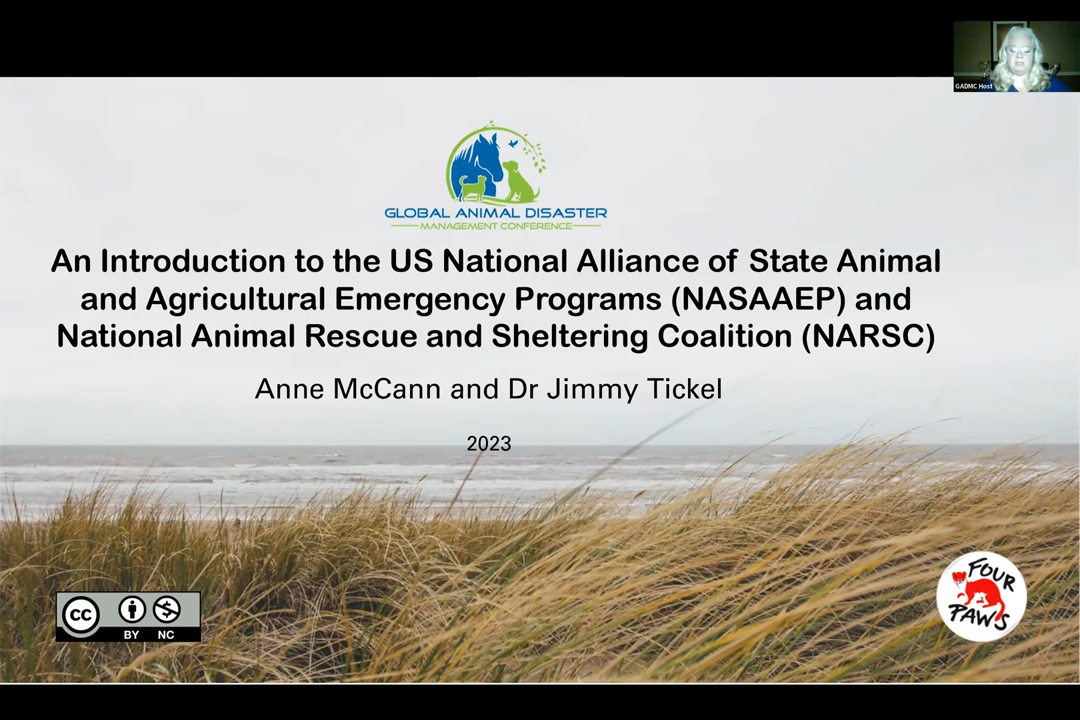 GADMC Host
GLOBAL ANIMAL DISASTER
MANAGEMENT CONFERENCE
An Introduction to the US National Alliance of State Animal
and Agricultural Emergency Programs (NASAAEP) and
National Animal Rescue and Sheltering Coalition (NARSC)
Anne McCann and Dr Jimmy Tickel
2023
FOUR
PAWS
CC
BY NC